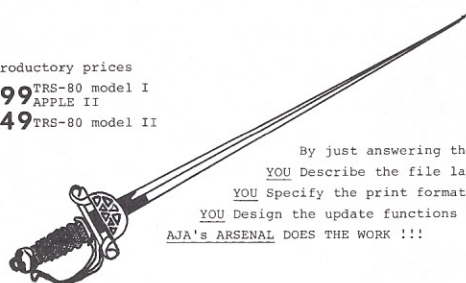 roductory prices
99 TRS-80 model I
APPLE II
49 TRS-80 model II
By just answering th
YOU Describe the file la
YOU Specify the print format
YOU Design the update functions
AJA's ARSENAL DOES THE WORK !!!